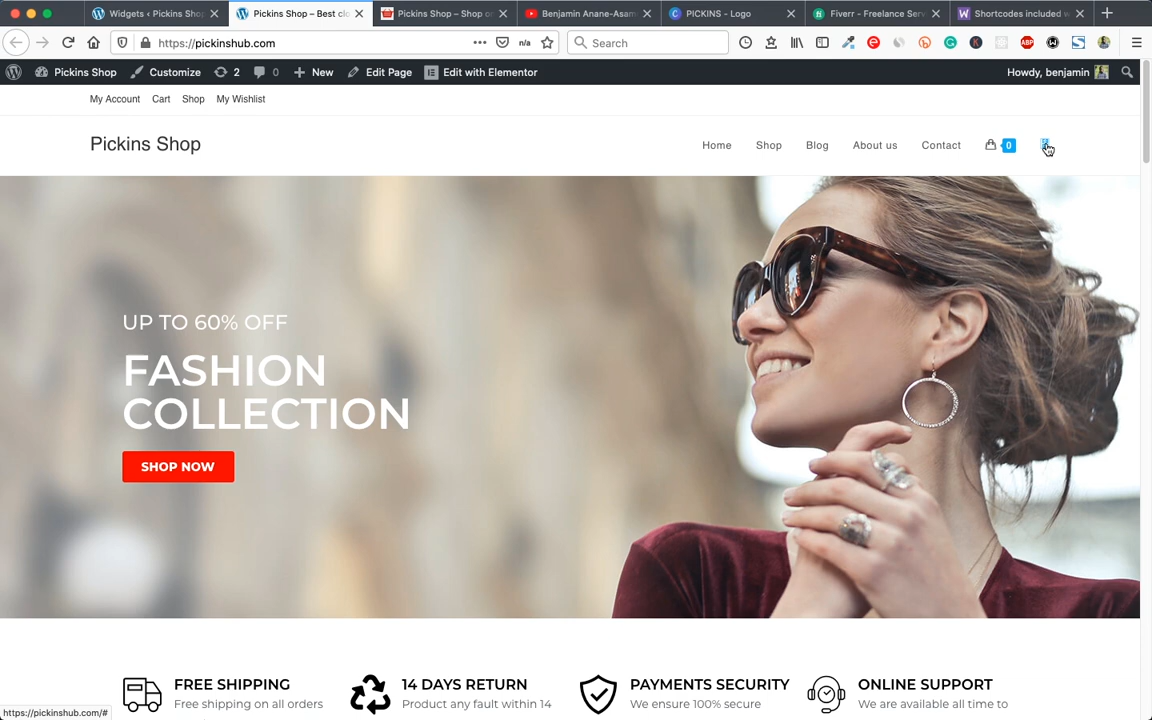 Widgets ‹ Pickins Shop
Pickins Shop – Best clo
Pickins Shop – Shop on
Benjamin Anane-Asam
PICKINS - Logo
Fiverr - Freelance Serv
Shortcodes included w
https://pickinshub.com
n/a
Search
ABP
Pickins Shop
Customize
2
0
New
Edit Page
Edit with Elementor
Howdy, benjamin
My Account
Cart
Shop
My Wishlist
Pickins Shop
Home
Shop
Blog
About us
Contact
0
UP TO 60% OFF
FASHION
COLLECTION
SHOP NOW
FREE SHIPPING
Free shipping on all orders
14 DAYS RETURN
Product any fault within 14
PAYMENTS SECURITY
We ensure 100% secure
ONLINE SUPPORT
We are available all time to
https://pickinshub.com/#